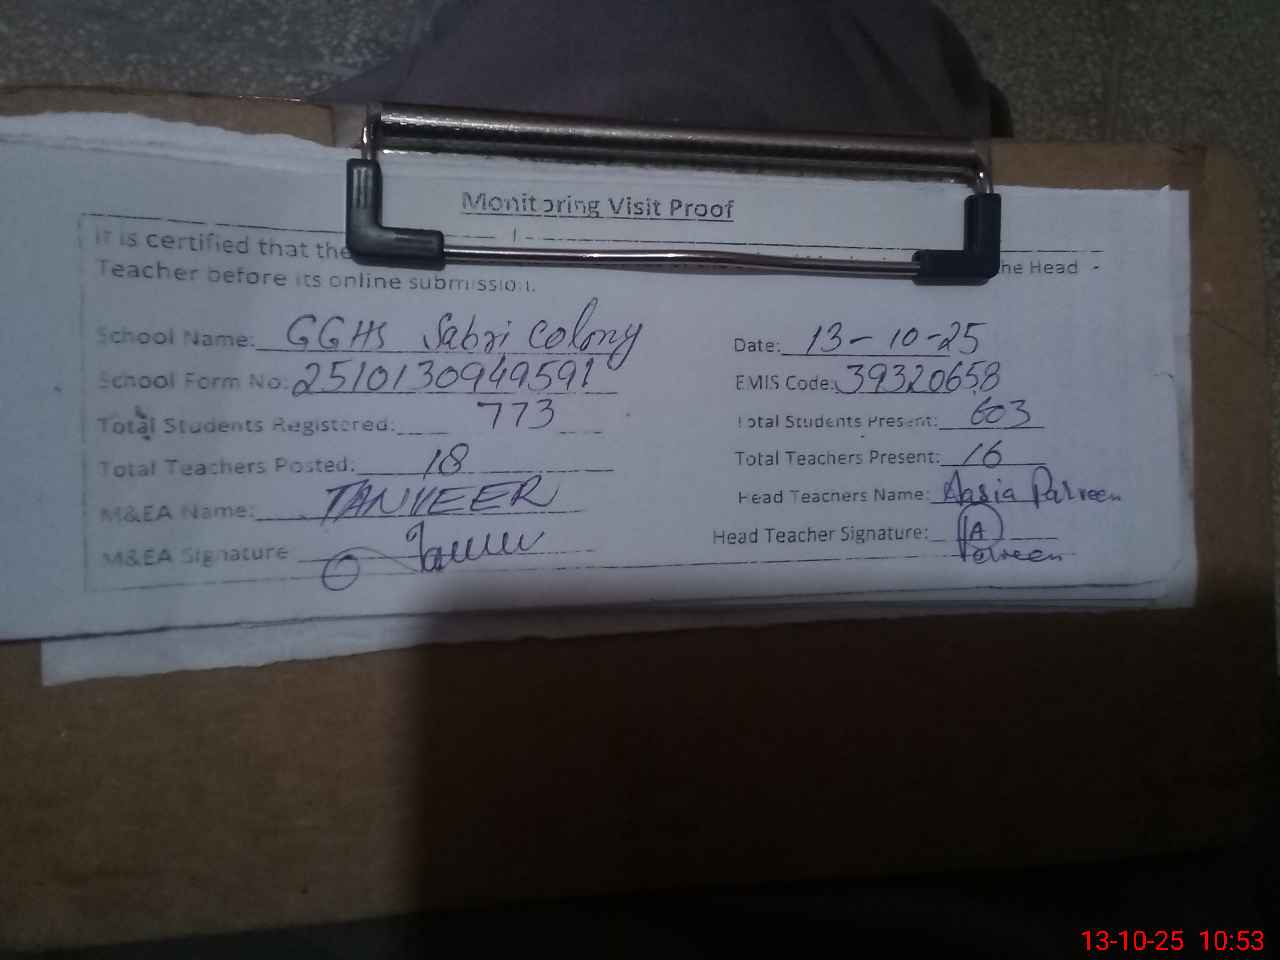 Monitoring Visit Proof
It is certified that the he Head
Teacher before its online submission.
School Name: GGHS Sabri Colony Date: 13-10-25
School Form No: 2510130949591 EMIS Code: 39320658
Total Students Registered: 773 Total Students Present: 603
Total Teachers Posted: 18 Total Teachers Present: 16
M&EA Name: TANVEER Head Teachers Name: Aasia Parveen
M&EA Signature Head Teacher Signature: A
Parveen
13-10-25 10:53